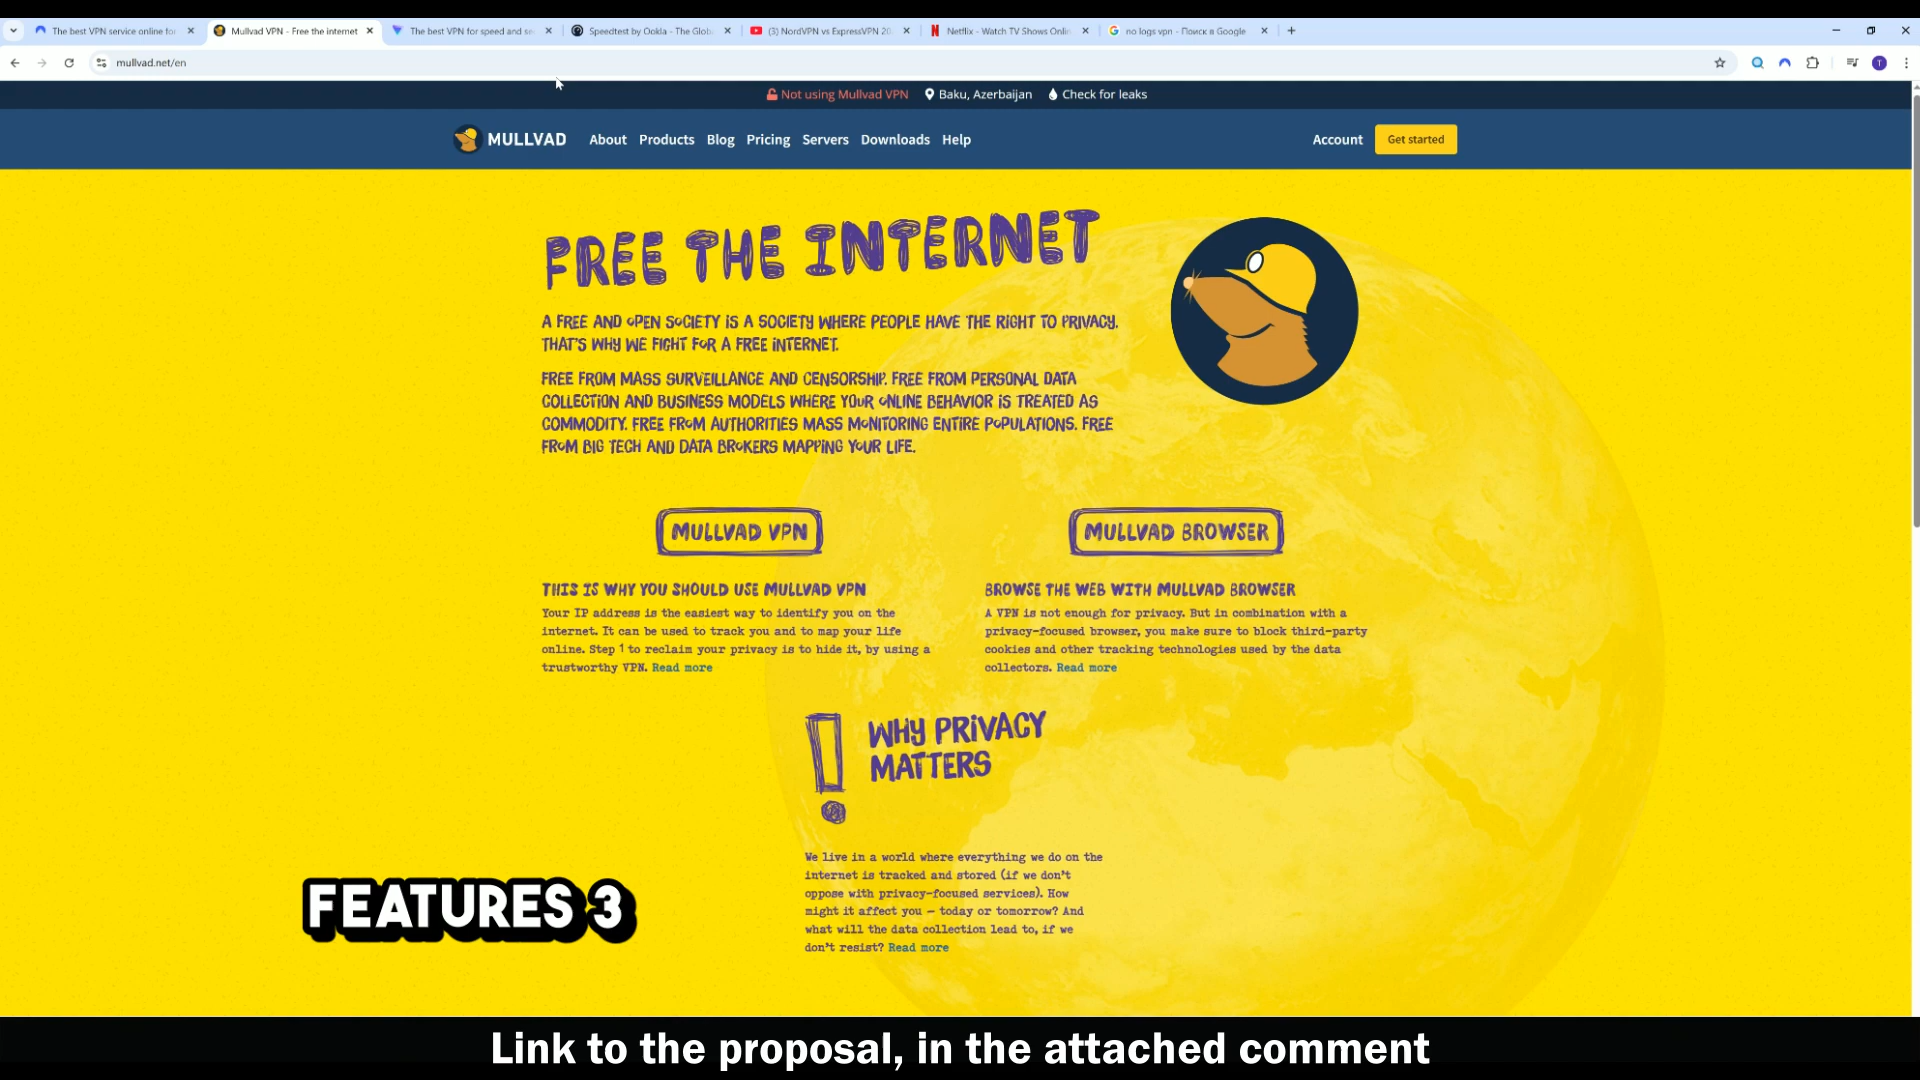 The best VPN service online for
Mullvad VPN - Free the internet
The best VPN for speed and se
Speedtest by Ookla - The Glob
(3) NordVPN vs ExpressVPN 20
Netflix - Watch TV Shows Onli
no logs vpn - Поиск в Google
mullvad.net/en
T
Not using Mullvad VPN
Baku, Azerbaijan
Check for leaks
MULLVAD
About
Products
Blog
Pricing
Servers
Downloads
Help
Account
Get started
FREE THE INTERNET
A FREE AND OPEN SOCIETY IS A SOCIETY WHERE PEOPLE HAVE THE RIGHT TO PRIVACY.
THAT'S WHY WE FIGHT FOR A FREE INTERNET.
FREE FROM MASS SURVEILLANCE AND CENSORSHIP. FREE FROM PERSONAL DATA
COLLECTION AND BUSINESS MODELS WHERE YOUR ONLINE BEHAVIOR IS TREATED AS
COMMODITY. FREE FROM AUTHORITIES MASS MONITORING ENTIRE POPULATIONS. FREE
FROM BIG TECH AND DATA BROKERS MAPPING YOUR LIFE.
MULLVAD VPN
THIS IS WHY YOU SHOULD USE MULLVAD VPN
Your IP address is the easiest way to identify you on the
internet. It can be used to track you and to map your life
online. Step 1 to reclaim your privacy is to hide it, by using a
trustworthy VPN. Read more
MULLVAD BROWSER
BROWSE THE WEB WITH MULLVAD BROWSER
A VPN is not enough for privacy. But in combination with a
privacy-focused browser, you make sure to block third-party
cookies and other tracking technologies used by the data
collectors. Read more
WHY PRIVACY
MATTERS
We live in a world where everything we do on the
internet is tracked and stored (if we don't
oppose with privacy-focused services). How
might it affect you – today or tomorrow? And
what will the data collection lead to, if we
don't resist? Read more
FEATURES 3
Link to the proposal, in the attached comment